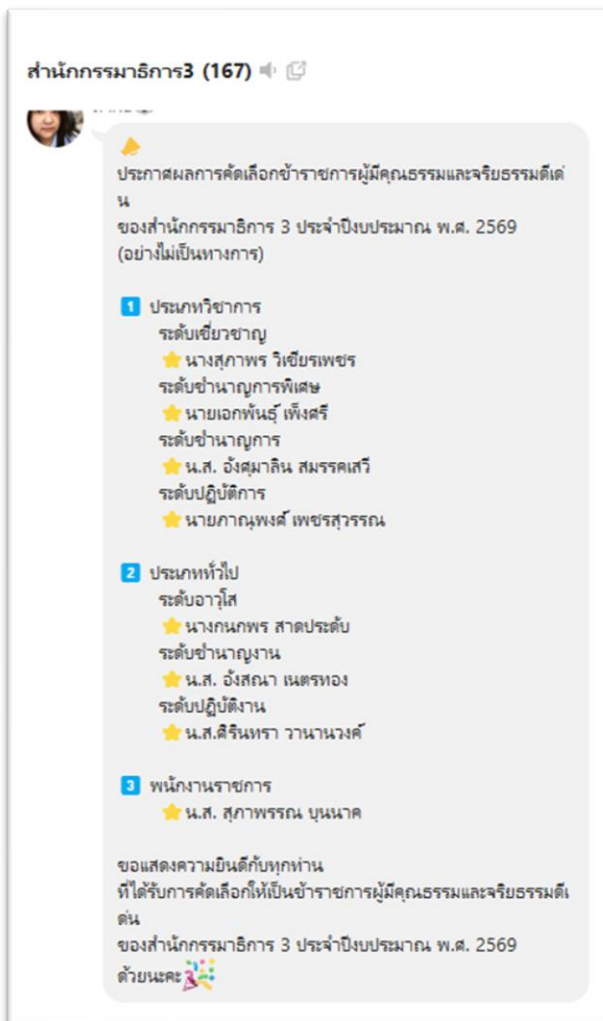 สำนักกรรมาธิการ3 (167)
ประกาศผลการคัดเลือกข้าราชการผู้มีคุณธรรมและจริยธรรมดีเด่
น
ของสำนักกรรมาธิการ 3 ประจำปีงบประมาณ พ.ศ. 2569
(อย่างไม่เป็นทางการ)
1 ประเภทวิชาการ
ระดับเชี่ยวชาญ
นางสุภาพร วิเชียรเพชร
ระดับชำนาญการพิเศษ
นายเอกพันธุ์ เพ็งศรี
ระดับชำนาญการ
น.ส. อังศุมาลิน สมรรคเสวี
ระดับปฏิบัติการ
นายภาณุพงศ์ เพชรสุวรรณ
2 ประเภททั่วไป
ระดับอาวุโส
นางกนกพร สาดประดับ
ระดับชำนาญงาน
น.ส. อังสณา เนตรทอง
ระดับปฏิบัติงาน
น.ส.ศิรินทรา วานานวงค์
3 พนักงานราชการ
น.ส. สุภาพรรณ บุนนาค
ขอแสดงความยินดีกับทุกท่าน
ที่ได้รับการคัดเลือกให้เป็นข้าราชการผู้มีคุณธรรมและจริยธรรมดีเ
ด่น
ของสำนักกรรมาธิการ 3 ประจำปีงบประมาณ พ.ศ. 2569
ด้วยนะคะ